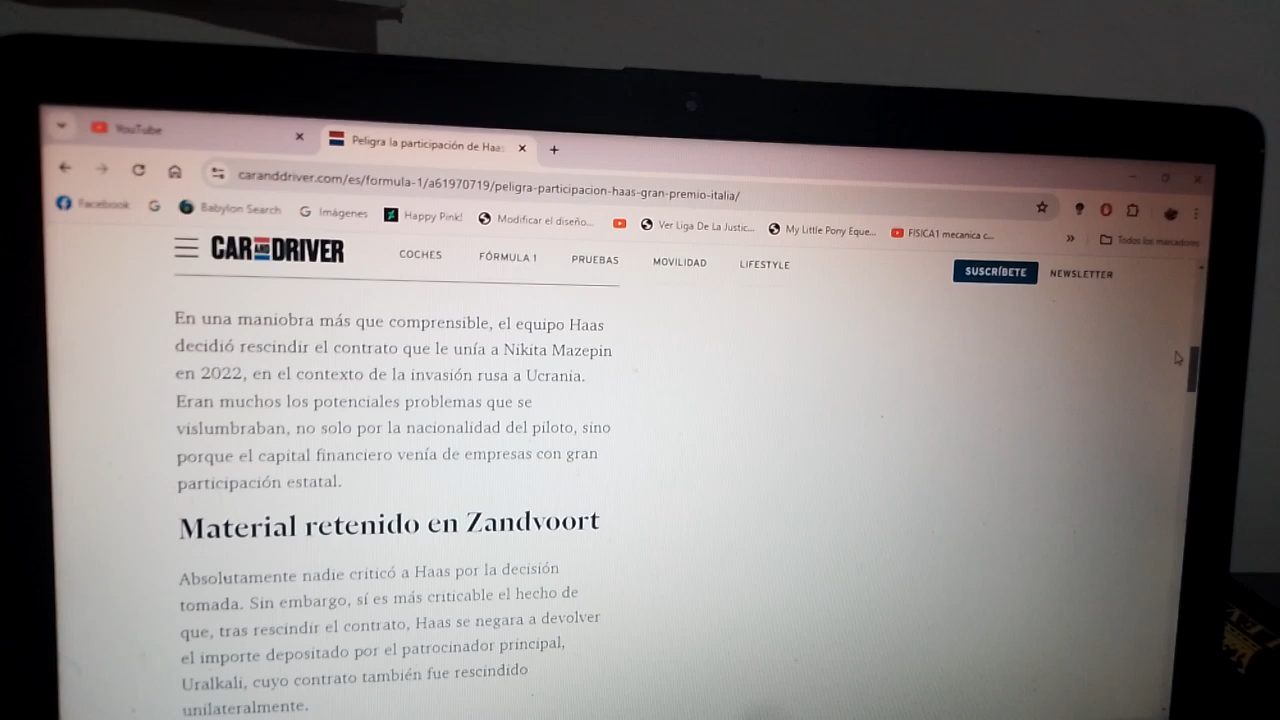 YouTube
Peligra la participación de Haas
caranddriver.com/es/formula-1/a61970719/peligra-participacion-haas-gran-premio-italia/
Facebook
Babylon Search
Imágenes
Happy Pink!
Modificar el diseño...
Ver Liga De La Justic...
My Little Pony Eque...
FISICA1 mecanica c...
»
Todos los marcadores
CAR AND DRIVER
COCHES
FÓRMULA 1
PRUEBAS
MOVILIDAD
LIFESTYLE
SUSCRÍBETE
NEWSLETTER
En una maniobra más que comprensible, el equipo Haas
decidió rescindir el contrato que le unía a Nikita Mazepin
en 2022, en el contexto de la invasión rusa a Ucrania.
Eran muchos los potenciales problemas que se
vislumbraban, no solo por la nacionalidad del piloto, sino
porque el capital financiero venía de empresas con gran
participación estatal.
Material retenido en Zandvoort
Absolutamente nadie criticó a Haas por la decisión
tomada. Sin embargo, sí es más criticable el hecho de
que, tras rescindir el contrato, Haas se negara a devolver
el importe depositado por el patrocinador principal,
Uralkali, cuyo contrato también fue rescindido
unilateralmente.